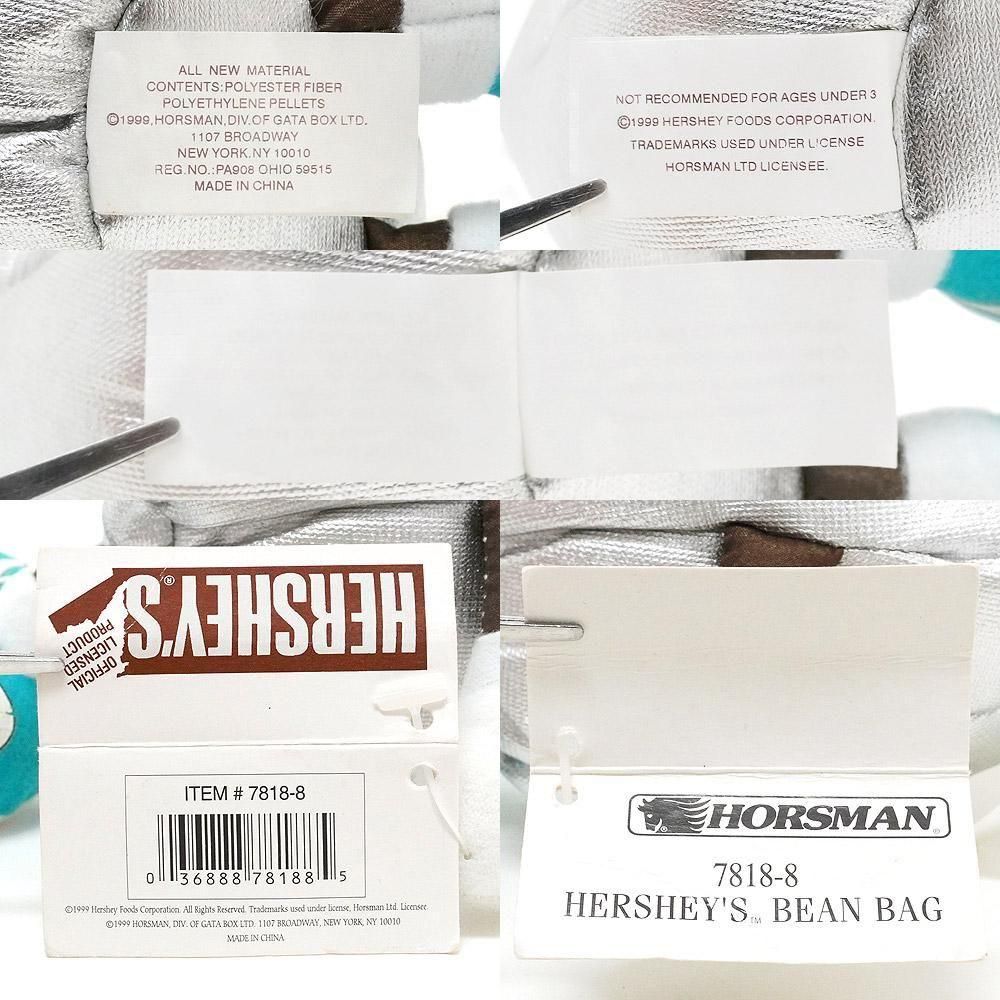 ALL NEW MATERIAL
CONTENTS:POLYESTER FIBER
POLYETHYLENE PELLETS
©1999,HORSMAN,DIV.OF GATA BOX LTD.
1107 BROADWAY
NEW YORK.NY 10010
REG.NO.:PA908 OHIO 59515
MADE IN CHINA
NOT RECOMMENDED FOR AGES UNDER 3
©1999 HERSHEY FOODS CORPORATION.
TRADEMARKS USED UNDER LICENSE
HORSMAN LTD LICENSEE.
HERSHEY'S®
OFFICIAL
LICENSED
PRODUCT
ITEM # 7818-8
0 36888 78188 5
©1999 Hershey Foods Corporation. All Rights Reserved. Trademarks used under license, Horsman Ltd. Licensee.
©1999 HORSMAN, DIV. OF GATA BOX LTD. 1107 BROADWAY, NEW YORK, NY 10010
MADE IN CHINA
HORSMAN®
7818-8
HERSHEY'S™ BEAN BAG